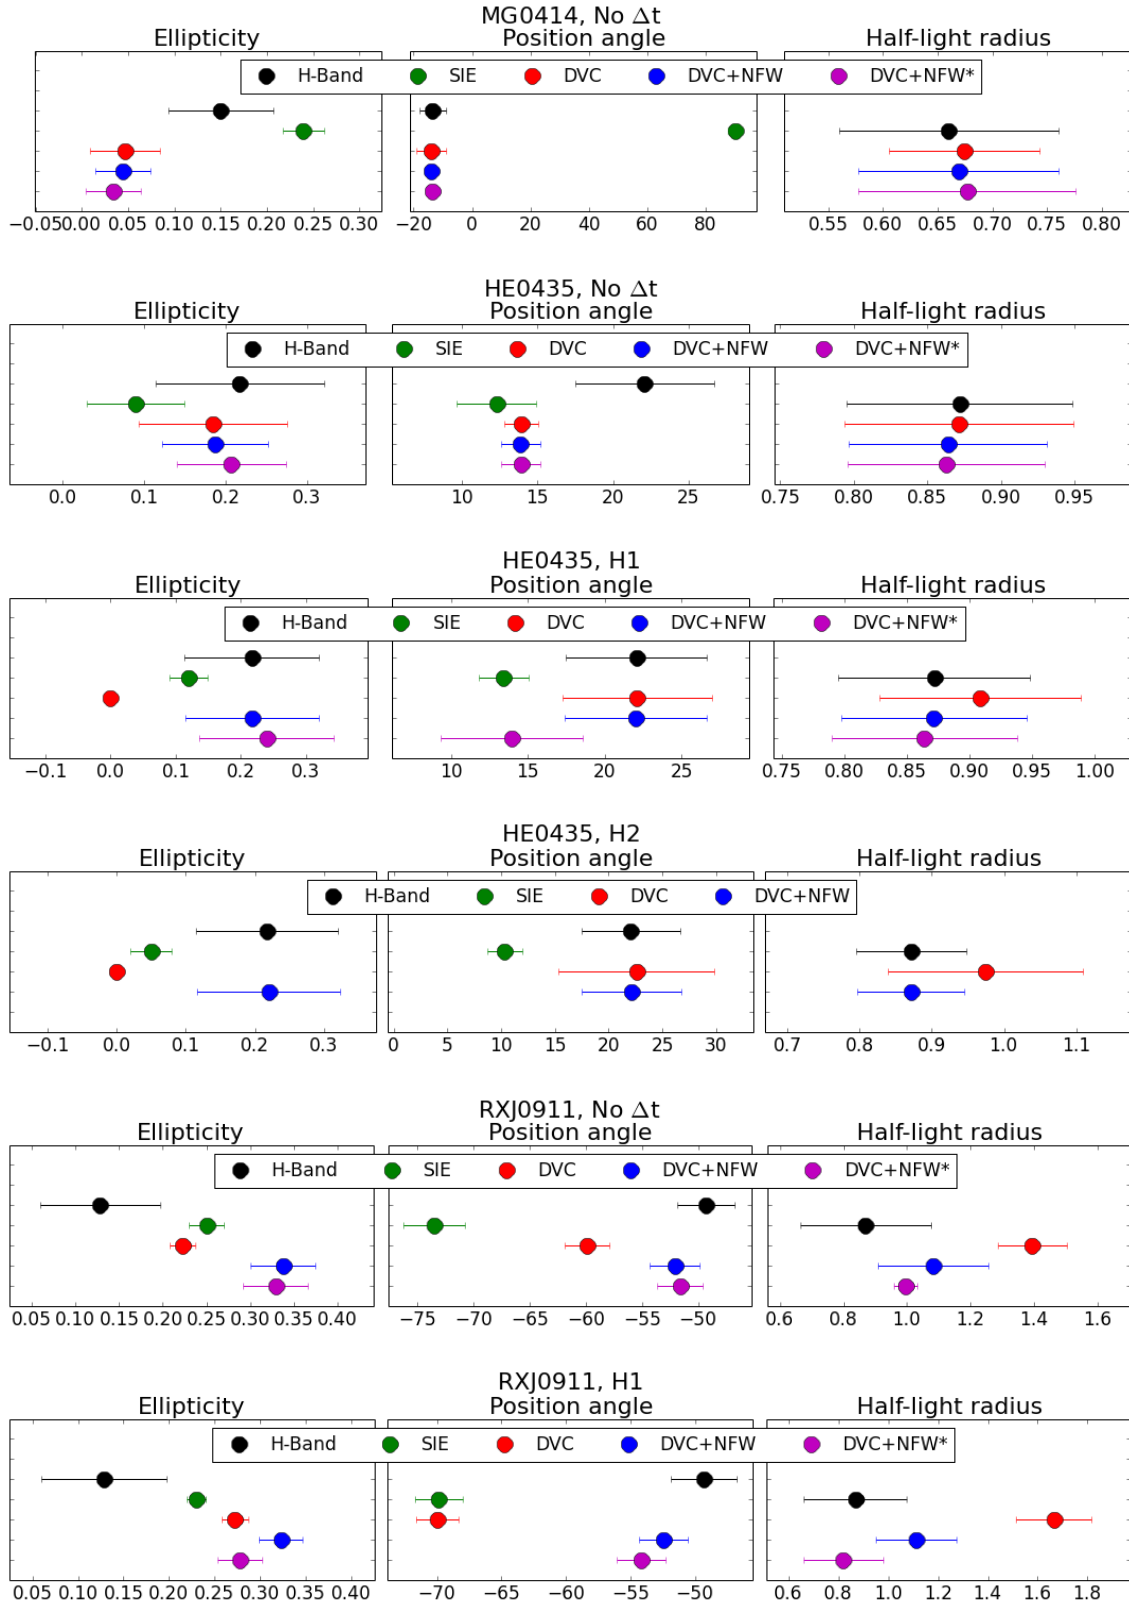 MG0414, No Δt
Ellipticity Position angle Half-light radius
H-Band SIE DVC DVC+NFW DVC+NFW*
−0.05 0.00 0.05 0.10 0.15 0.20 0.25 0.30 −20 0 20 40 60 80 0.55 0.60 0.65 0.70 0.75 0.80
HE0435, No Δt
Ellipticity Position angle Half-light radius
H-Band SIE DVC DVC+NFW DVC+NFW*
0.0 0.1 0.2 0.3 10 15 20 25 0.75 0.80 0.85 0.90 0.95
HE0435, H1
Ellipticity Position angle Half-light radius
H-Band SIE DVC DVC+NFW DVC+NFW*
−0.1 0.0 0.1 0.2 0.3 10 15 20 25 0.75 0.80 0.85 0.90 0.95 1.00
HE0435, H2
Ellipticity Position angle Half-light radius
H-Band SIE DVC DVC+NFW
−0.1 0.0 0.1 0.2 0.3 0 5 10 15 20 25 30 0.7 0.8 0.9 1.0 1.1
RXJ0911, No Δt
Ellipticity Position angle Half-light radius
H-Band SIE DVC DVC+NFW DVC+NFW*
0.05 0.10 0.15 0.20 0.25 0.30 0.35 0.40 −75 −70 −65 −60 −55 −50 0.6 0.8 1.0 1.2 1.4 1.6
RXJ0911, H1
Ellipticity Position angle Half-light radius
H-Band SIE DVC DVC+NFW DVC+NFW*
0.05 0.10 0.15 0.20 0.25 0.30 0.35 0.40 −70 −65 −60 −55 −50 0.6 0.8 1.0 1.2 1.4 1.6 1.8